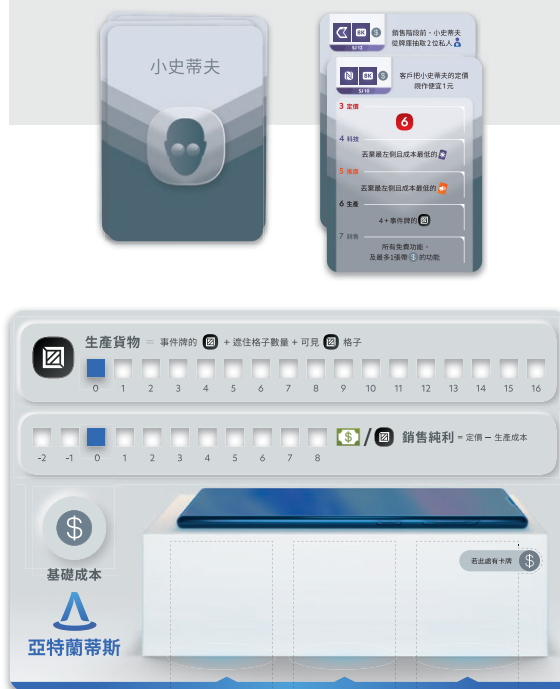 小史蒂夫
8K
SJ 12
銷售階段前，小史蒂夫
從牌庫抽取2位私人
8K
SJ 10
客戶把小史蒂夫的定價
視作便宜1元
3 定價
6
4 科技
丟棄最左側且成本最低的
5 推廣
丟棄最左側且成本最低的
6 生產
4+事件牌的
7 銷售
所有免費功能，
及最多1張帶 $ 的功能
生產貨物 = 事件牌的 + 遮住格子數量 + 可見 格子
0 1 2 3 4 5 6 7 8 9 10 11 12 13 14 15 16
$ / 銷售純利 = 定價 − 生產成本
-2 -1 0 1 2 3 4 5 6 7 8
$
基礎成本
若此處有卡牌 $
亞特蘭蒂斯